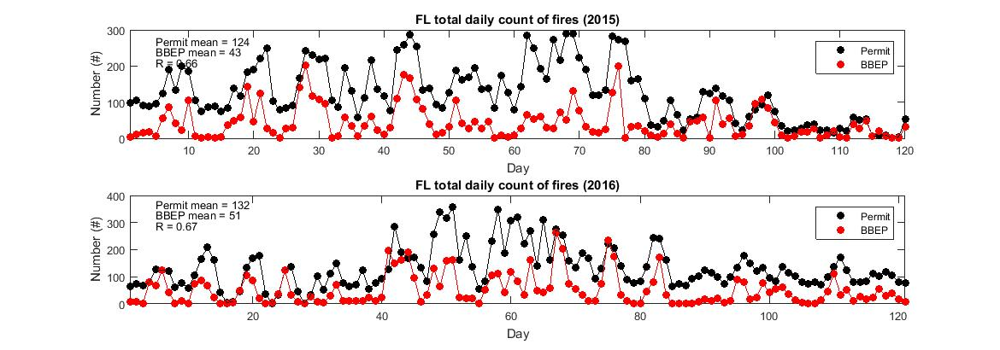 FL total daily count of fires (2015)
300
200
100
0
Number (#)
Permit mean = 124
BBEP mean = 43
R = 0.66
Permit
BBEP
10 20 30 40 50 60 70 80 90 100 110 120
Day
FL total daily count of fires (2016)
400
300
200
100
0
Number (#)
Permit mean = 132
BBEP mean = 51
R = 0.67
Permit
BBEP
20 40 60 80 100 120
Day